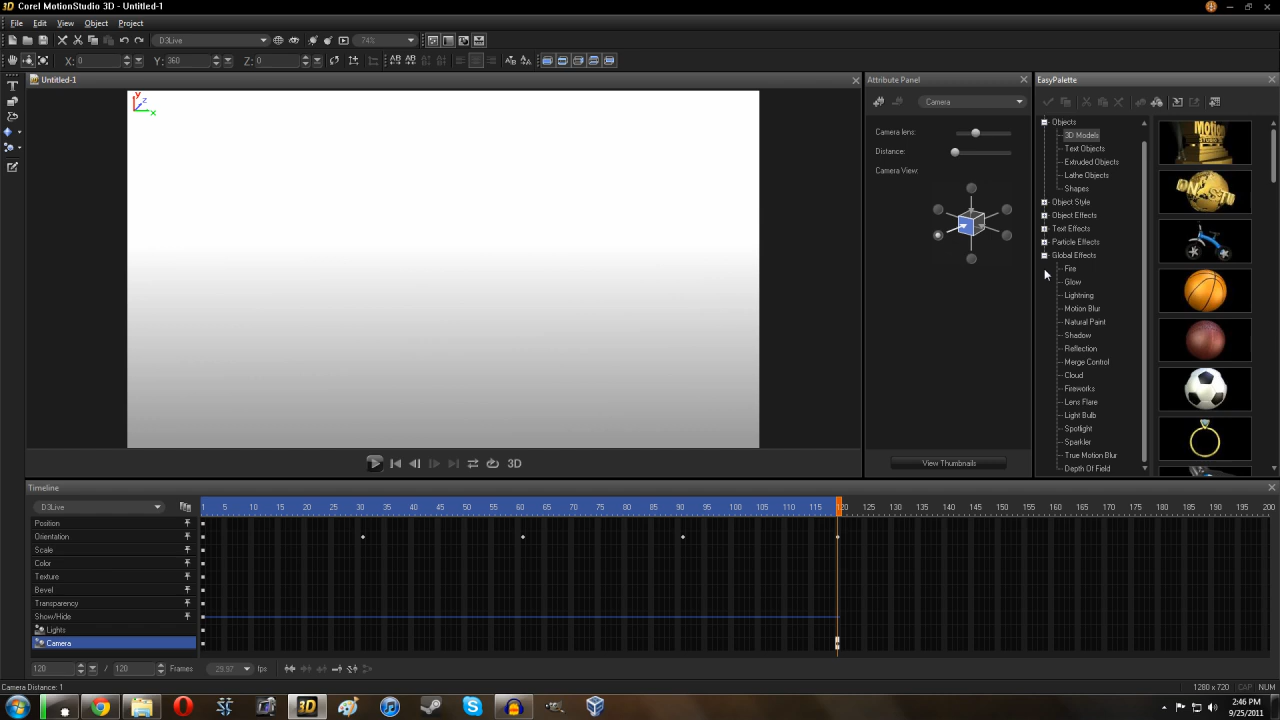 3D Corel MotionStudio 3D - Untitled-1
File Edit View Object Project
D3Live 74%
X: 0 Y: 360 Z: 0
Untitled-1
y
z
x
3D
Attribute Panel
Camera
Camera lens:
Distance:
Camera View:
View Thumbnails
EasyPalette
Objects
3D Models
Text Objects
Extruded Objects
Lathe Objects
Shapes
Object Style
Object Effects
Text Effects
Particle Effects
Global Effects
Fire
Glow
Lightning
Motion Blur
Natural Paint
Shadow
Reflection
Merge Control
Cloud
Fireworks
Lens Flare
Light Bulb
Spotlight
Sparkler
True Motion Blur
Depth Of Field
Timeline
D3Live
1 5 10 15 20 25 30 35 40 45 50 55 60 65 70 75 80 85 90 95 100 105 110 115 120 125 130 135 140 145 150 155 160 165 170 175 180 185 190 195 200
Position
Orientation
Scale
Color
Texture
Bevel
Transparency
Show/Hide
Lights
Camera
120 / 120 Frames 29.97 fps
Camera Distance: 1
1280 x 720 CAP NUM
3D
2:46 PM
9/25/2011